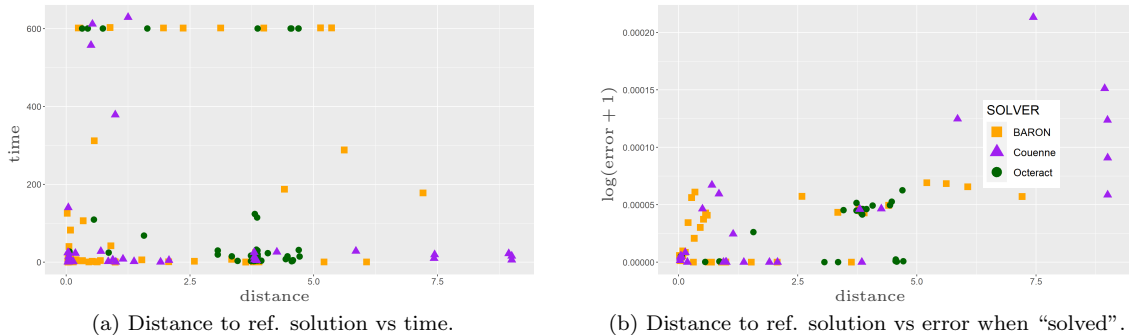 600
400
200
0
time
0.0
2.5
5.0
7.5
distance
(a) Distance to ref. solution vs time.
0.00020
0.00015
0.00010
0.00005
0.00000
log(error + 1)
SOLVER
BARON
Couenne
Octeract
0.0
2.5
5.0
7.5
distance
(b) Distance to ref. solution vs error when “solved”.